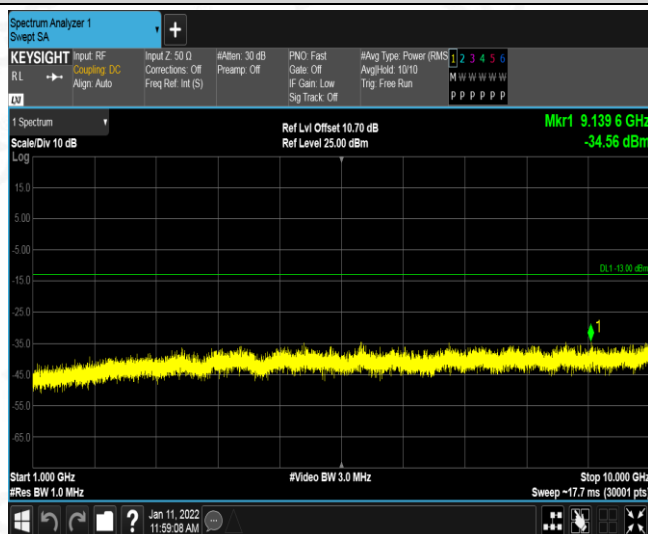 Spectrum Analyzer 1
Swept SA
+
KEYSIGHT
RL
Input: RF
Coupling: DC
Align: Auto
Input Z: 50 Ω
Corrections: Off
Freq Ref: Int (S)
#Atten: 30 dB
Preamp: Off
PNO: Fast
Gate: Off
IF Gain: Low
Sig Track: Off
#Avg Type: Power (RMS
Avg|Hold: 10/10
Trig: Free Run
1 2 3 4 5 6
M W W W W W
P P P P P P
1 Spectrum
Scale/Div 10 dB
Ref Lvl Offset 10.70 dB
Ref Level 25.00 dBm
Mkr1 9.139 6 GHz
-34.56 dBm
Log
15.0
5.00
-5.00
DL1 -13.00 dBm
-15.0
-25.0
1
-35.0
-45.0
-55.0
-65.0
Start 1.000 GHz
#Res BW 1.0 MHz
#Video BW 3.0 MHz
Stop 10.000 GHz
Sweep ~17.7 ms (30001 pts)
?
Jan 11, 2022
11:59:08 AM